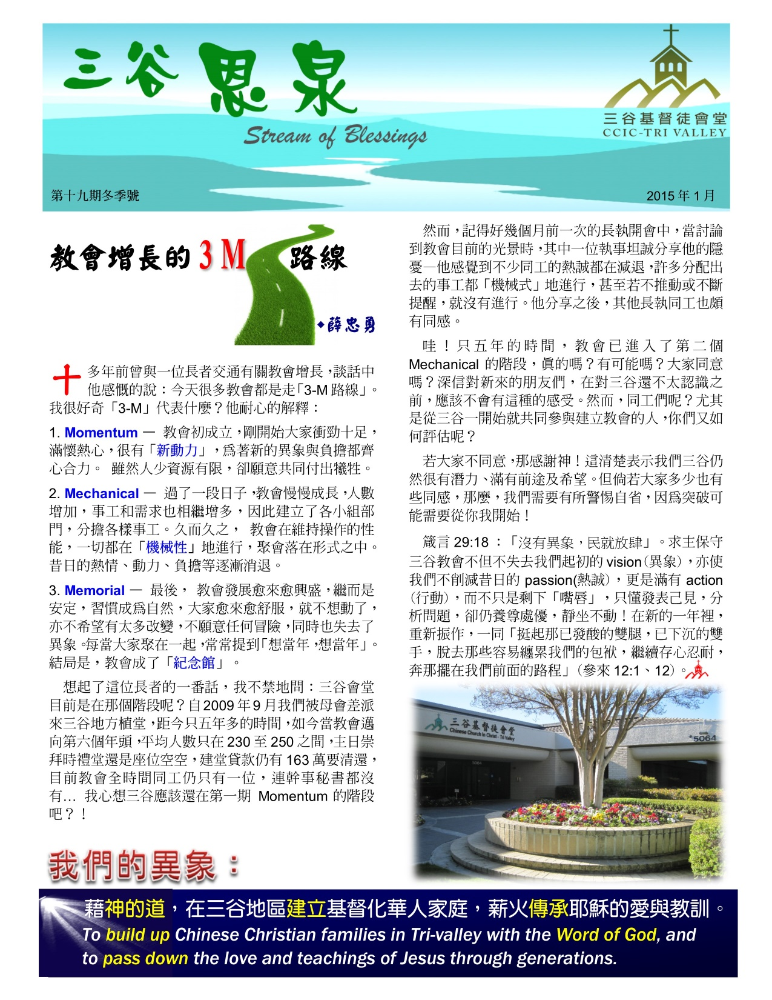 三谷恩泉
Stream of Blessings
三谷基督徒會堂
CCIC-TRI VALLEY
第十九期冬季號
2015 年 1 月
教會增長的 3 M 路線
◆薛忠勇
十多年前曾與一位長者交通有關教會增長，談話中
他感慨的說：今天很多教會都是走「3-M 路線」。
我很好奇「3-M」代表什麼？他耐心的解釋：
1. Momentum — 教會初成立，剛開始大家衝勁十足，
滿懷熱心，很有「新動力」，爲著新的異象與負擔都齊
心合力。 雖然人少資源有限，卻願意共同付出犧牲。
2. Mechanical — 過了一段日子，教會慢慢成長，人數
增加，事工和需求也相繼增多，因此建立了各小組部
門，分擔各樣事工。久而久之， 教會在維持操作的性
能，一切都在「機械性」地進行，聚會落在形式之中。
昔日的熱情、動力、負擔等逐漸消退。
3. Memorial — 最後， 教會發展愈來愈興盛，繼而是
安定，習慣成爲自然，大家愈來愈舒服，就不想動了，
亦不希望有太多改變，不願意任何冒險，同時也失去了
異象。每當大家聚在一起，常常提到「想當年，想當年」。
結局是，教會成了「紀念館」。
想起了這位長者的一番話，我不禁地問：三谷會堂
目前是在那個階段呢？自 2009 年 9 月我們被母會差派
來三谷地方植堂，距今只五年多的時間，如今當教會邁
向第六個年頭，平均人數只在 230 至 250 之間，主日崇
拜時禮堂還是座位空空，建堂貸款仍有 163 萬要清還，
目前教會全時間同工仍只有一位，連幹事秘書都沒
有… 我心想三谷應該還在第一期 Momentum 的階段
吧？！
然而，記得好幾個月前一次的長執開會中，當討論
到教會目前的光景時，其中一位執事坦誠分享他的隱
憂—他感覺到不少同工的熱誠都在減退，許多分配出
去的事工都「機械式」地進行，甚至若不推動或不斷
提醒，就沒有進行。他分享之後，其他長執同工也頗
有同感。
哇！只五年的時間，教會已進入了第二個
Mechanical 的階段，眞的嗎？有可能嗎？大家同意
嗎？深信對新來的朋友們，在對三谷還不太認識之
前，應該不會有這種的感受。然而，同工們呢？尤其
是從三谷一開始就共同參與建立教會的人，你們又如
何評估呢？
若大家不同意，那感謝神！這清楚表示我們三谷仍
然很有潛力、滿有前途及希望。但倘若大家多少也有
些同感，那麼，我們需要有所警惕自省，因爲突破可
能需要從你我開始！
箴言 29:18 ：「沒有異象，民就放肆」。求主保守
三谷教會不但不失去我們起初的 vision（異象），亦使
我們不削減昔日的 passion(熱誠)，更是滿有 action
（行動），而不只是剩下「嘴唇」，只懂發表己見，分
析問題，卻仍養尊處優，靜坐不動！在新的一年裡，
重新振作，一同「挺起那已發酸的雙腿，已下沉的雙
手，脫去那些容易纏累我們的包袱，繼續存心忍耐，
奔那擺在我們前面的路程」（參來 12:1、12）。
三谷基督徒會堂
Chinese Church in Christ - Tri Valley
5064
5064
我們的異象：
藉神的道，在三谷地區建立基督化華人家庭，薪火傳承耶穌的愛與教訓。
To build up Chinese Christian families in Tri-valley with the Word of God, and
to pass down the love and teachings of Jesus through generations.